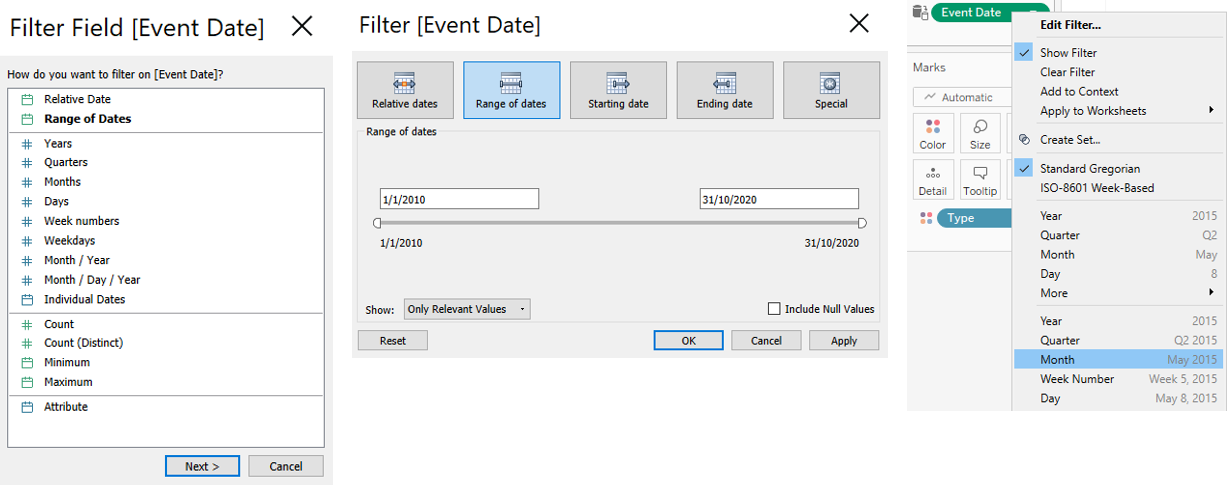 Filter Field [Event Date]
How do you want to filter on [Event Date]?
Relative Date
Range of Dates
Years
Quarters
Months
Days
Week numbers
Weekdays
Month / Year
Month / Day / Year
Individual Dates
Count
Count (Distinct)
Minimum
Maximum
Attribute
Next >
Cancel
Filter [Event Date]
Relative dates
Range of dates
Starting date
Ending date
Special
Range of dates
1/1/2010
31/10/2020
1/1/2010
31/10/2020
Show:
Only Relevant Values
Include Null Values
Reset
OK
Cancel
Apply
Event Date
Marks
Automatic
Color
Size
Detail
Tooltip
Type
Edit Filter...
Show Filter
Clear Filter
Add to Context
Apply to Worksheets
Create Set...
Standard Gregorian
ISO-8601 Week-Based
Year 2015
Quarter Q2
Month May
Day 8
More
Year 2015
Quarter Q2 2015
Month May 2015
Week Number Week 5, 2015
Day May 8, 2015